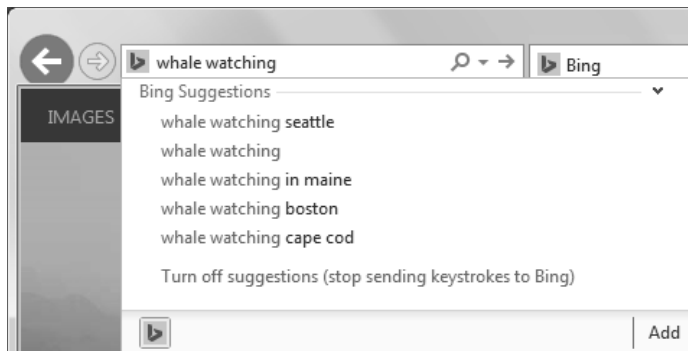 whale watching
Bing
Bing Suggestions
IMAGES
whale watching seattle
whale watching
whale watching in maine
whale watching boston
whale watching cape cod
Turn off suggestions (stop sending keystrokes to Bing)
Add